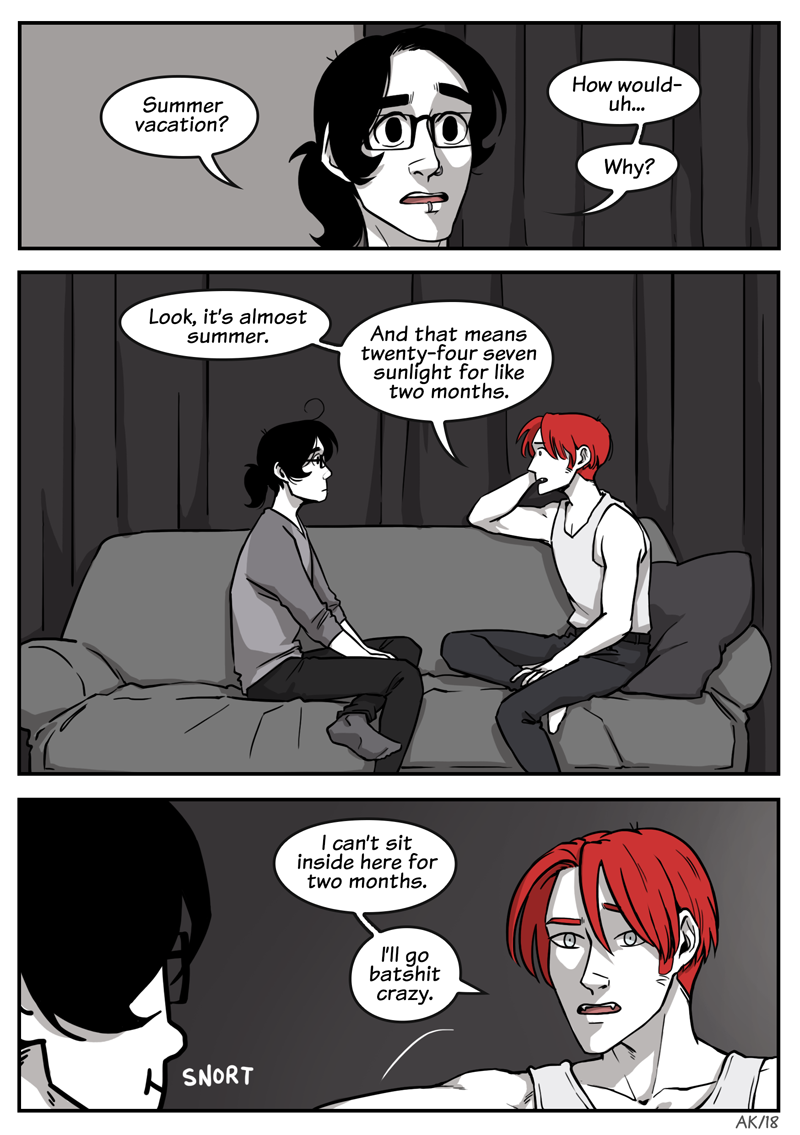 Summer
vacation?
How would-
uh...
Why?
Look, it's almost
summer.
And that means
twenty-four seven
sunlight for like
two months.
I can't sit
inside here for
two months.
I'll go
batshit
crazy.
SNORT
AK/18